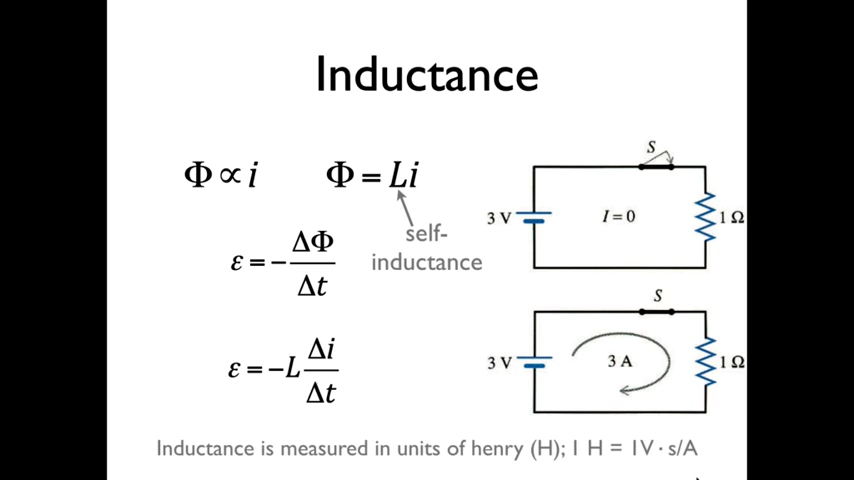 Inductance
Φ ∝ i
Φ = Li
self-
inductance
ε = − ΔΦ/Δt
ε = −L Δi/Δt
S
3 V
I = 0
1 Ω
S
3 V
3 A
1 Ω
Inductance is measured in units of henry (H); 1 H = 1V · s/A